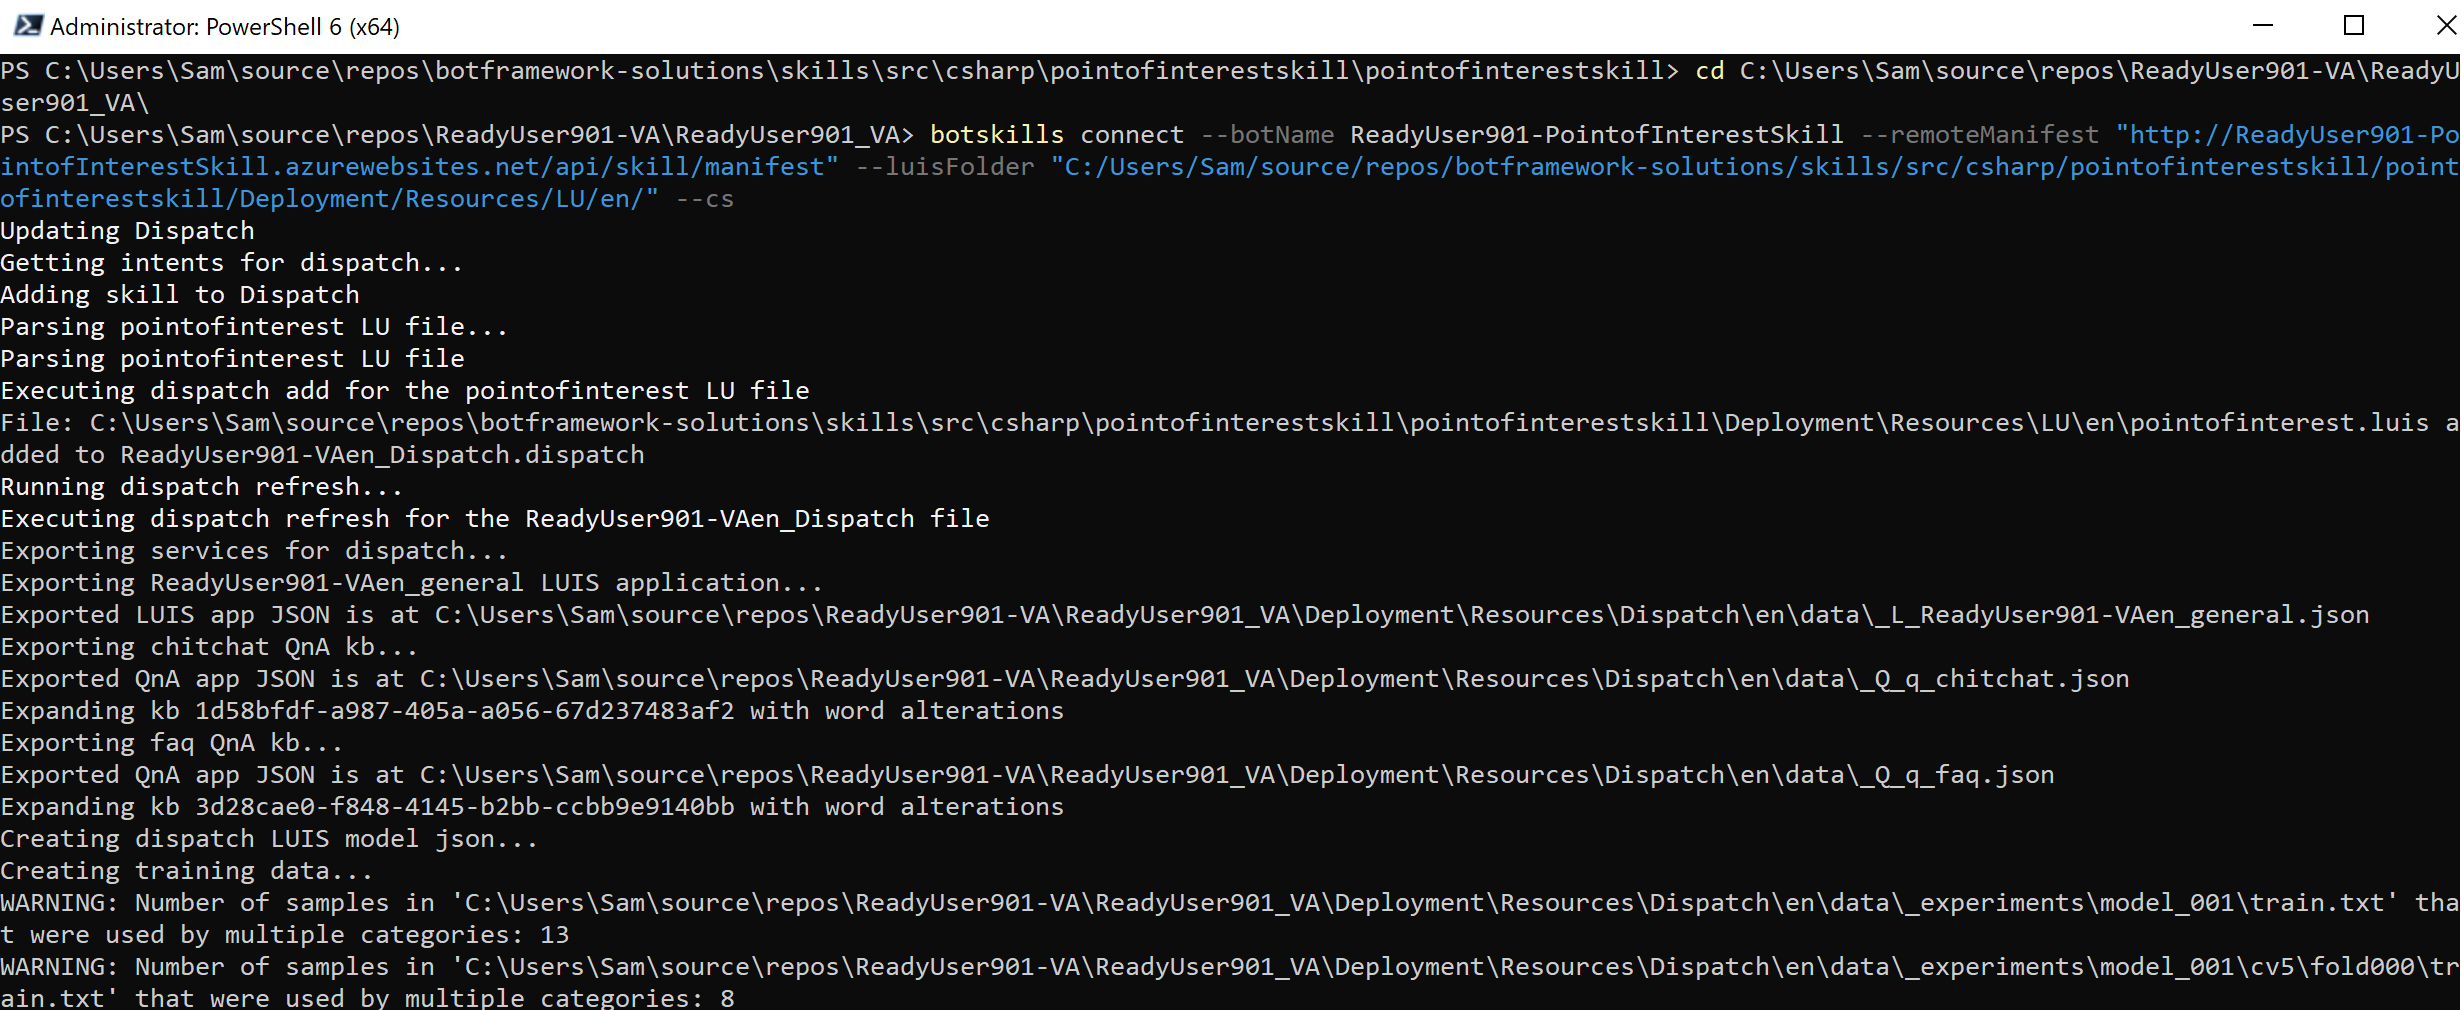 Administrator: PowerShell 6 (x64)
PS C:\Users\Sam\source\repos\botframework-solutions\skills\src\csharp\pointofinterestskill\pointofinterestskill> cd C:\Users\Sam\source\repos\ReadyUser901-VA\ReadyU
ser901_VA\
PS C:\Users\Sam\source\repos\ReadyUser901-VA\ReadyUser901_VA> botskills connect --botName ReadyUser901-PointofInterestSkill --remoteManifest "http://ReadyUser901-Po
intofInterestSkill.azurewebsites.net/api/skill/manifest" --luisFolder "C:/Users/Sam/source/repos/botframework-solutions/skills/src/csharp/pointofinterestskill/point
ofinterestskill/Deployment/Resources/LU/en/" --cs
Updating Dispatch
Getting intents for dispatch...
Adding skill to Dispatch
Parsing pointofinterest LU file...
Parsing pointofinterest LU file
Executing dispatch add for the pointofinterest LU file
File: C:\Users\Sam\source\repos\botframework-solutions\skills\src\csharp\pointofinterestskill\pointofinterestskill\Deployment\Resources\LU\en\pointofinterest.luis a
dded to ReadyUser901-VAen_Dispatch.dispatch
Running dispatch refresh...
Executing dispatch refresh for the ReadyUser901-VAen_Dispatch file
Exporting services for dispatch...
Exporting ReadyUser901-VAen_general LUIS application...
Exported LUIS app JSON is at C:\Users\Sam\source\repos\ReadyUser901-VA\ReadyUser901_VA\Deployment\Resources\Dispatch\en\data\_L_ReadyUser901-VAen_general.json
Exporting chitchat QnA kb...
Exported QnA app JSON is at C:\Users\Sam\source\repos\ReadyUser901-VA\ReadyUser901_VA\Deployment\Resources\Dispatch\en\data\_Q_q_chitchat.json
Expanding kb 1d58bfdf-a987-405a-a056-67d237483af2 with word alterations
Exporting faq QnA kb...
Exported QnA app JSON is at C:\Users\Sam\source\repos\ReadyUser901-VA\ReadyUser901_VA\Deployment\Resources\Dispatch\en\data\_Q_q_faq.json
Expanding kb 3d28cae0-f848-4145-b2bb-ccbb9e9140bb with word alterations
Creating dispatch LUIS model json...
Creating training data...
WARNING: Number of samples in 'C:\Users\Sam\source\repos\ReadyUser901-VA\ReadyUser901_VA\Deployment\Resources\Dispatch\en\data\_experiments\model_001\train.txt' tha
t were used by multiple categories: 13
WARNING: Number of samples in 'C:\Users\Sam\source\repos\ReadyUser901-VA\ReadyUser901_VA\Deployment\Resources\Dispatch\en\data\_experiments\model_001\cv5\fold000\tr
ain.txt' that were used by multiple categories: 8